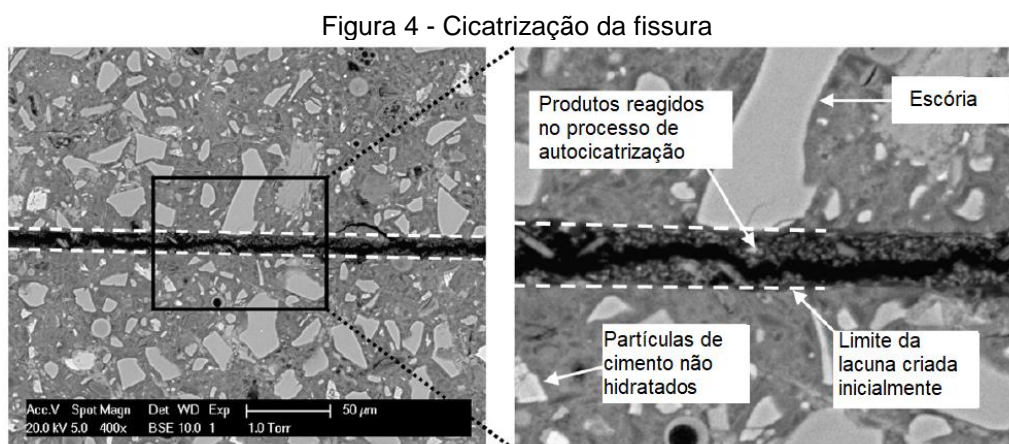 Figura 4 - Cicatrização da fissura
Produtos reagidos
no processo de
autocicatrização
Escória
Partículas de
cimento não
hidratados
Limite da
lacuna criada
inicialmente
Acc.V Spot Magn Det WD Exp 50 µm
20.0 kV 5.0 400x BSE 10.0 1 1.0 Torr